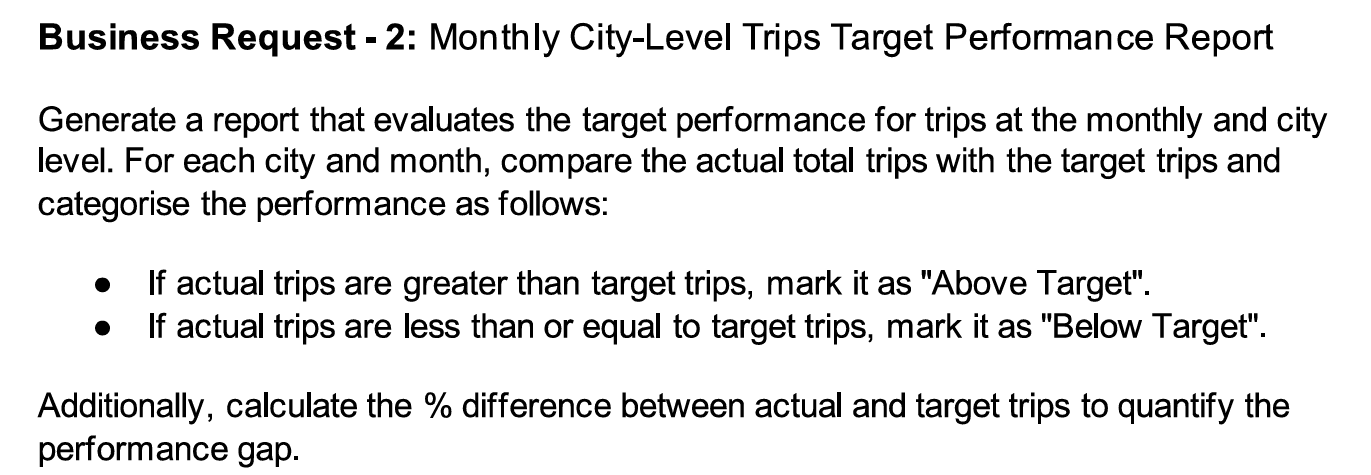 Business Request - 2: Monthly City-Level Trips Target Performance Report
Generate a report that evaluates the target performance for trips at the monthly and city
level. For each city and month, compare the actual total trips with the target trips and
categorise the performance as follows:
● If actual trips are greater than target trips, mark it as "Above Target".
● If actual trips are less than or equal to target trips, mark it as "Below Target".
Additionally, calculate the % difference between actual and target trips to quantify the
performance gap.